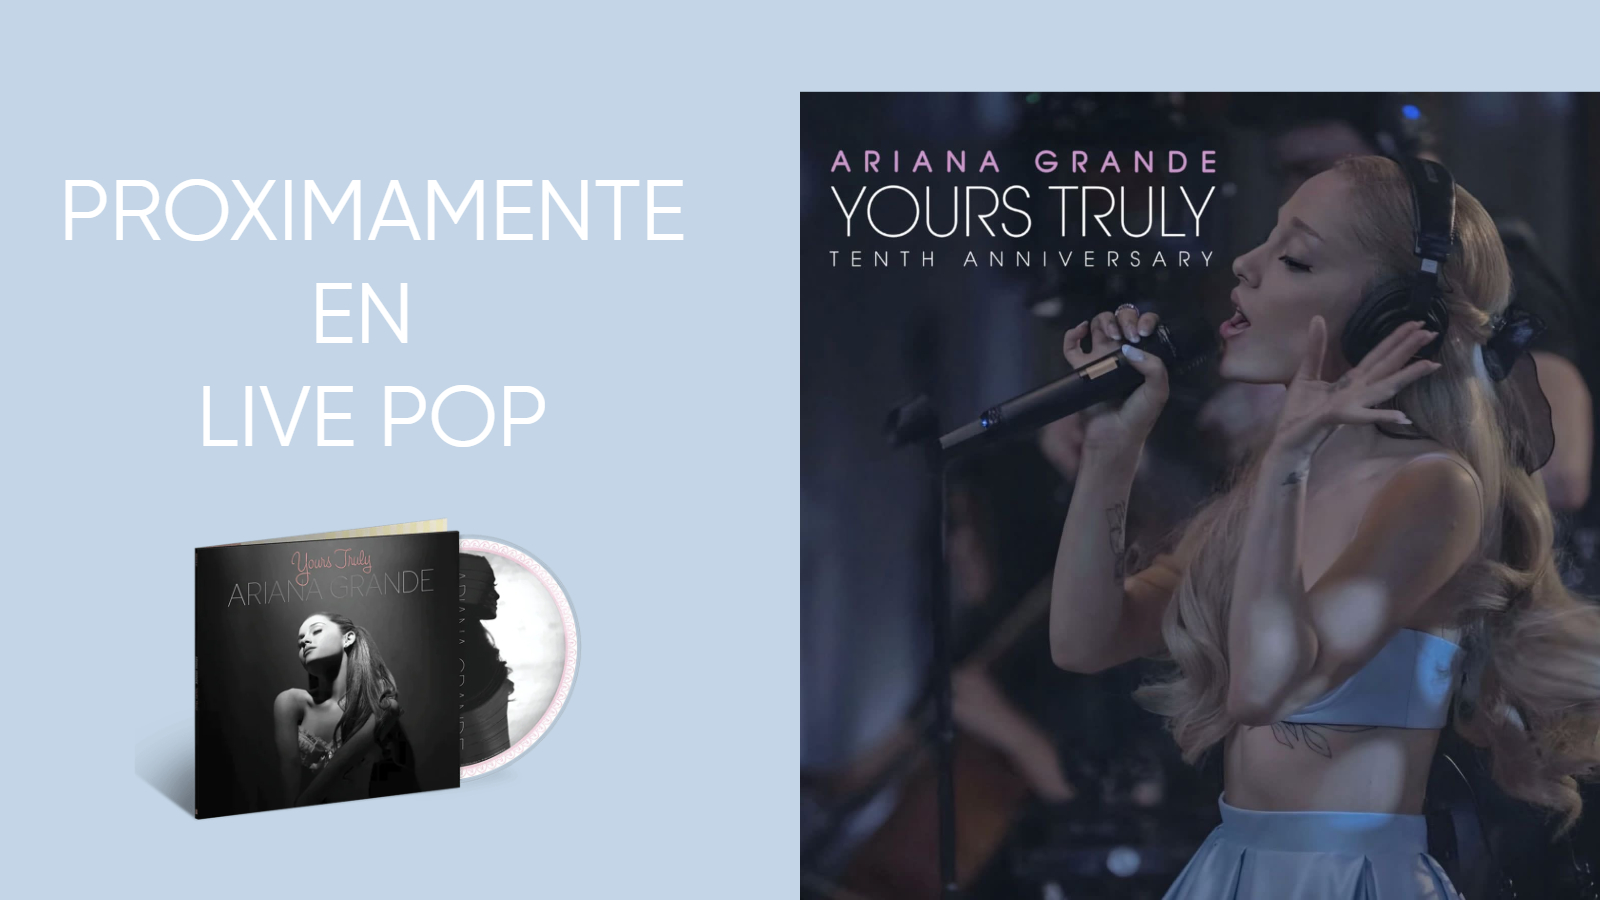 PROXIMAMENTE
EN
LIVE POP
Yours Truly
ARIANA GRANDE
ARIANA GRANDE
ARIANA GRANDE
YOURS TRULY
TENTH ANNIVERSARY